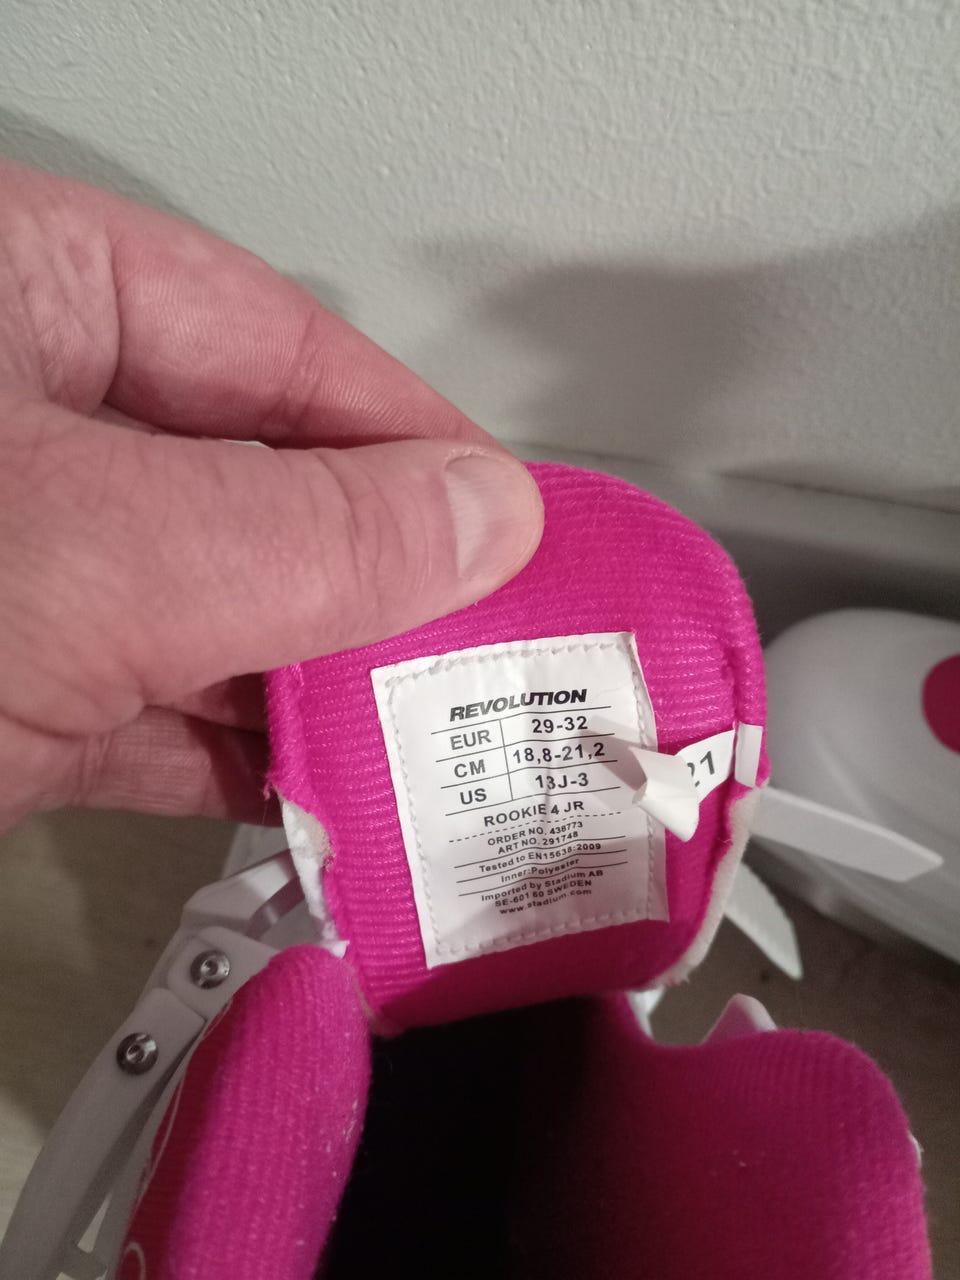 REVOLUTION
EUR 29-32
CM 18,8-21,2
US 13J-3
ROOKIE 4 JR
ORDER NO. 438773
ART NO. 291748
Tested to EN15638:2009
Inner:Polyester
Imported by Stadium AB
SE-601 60 SWEDEN
www.stadium.com
21